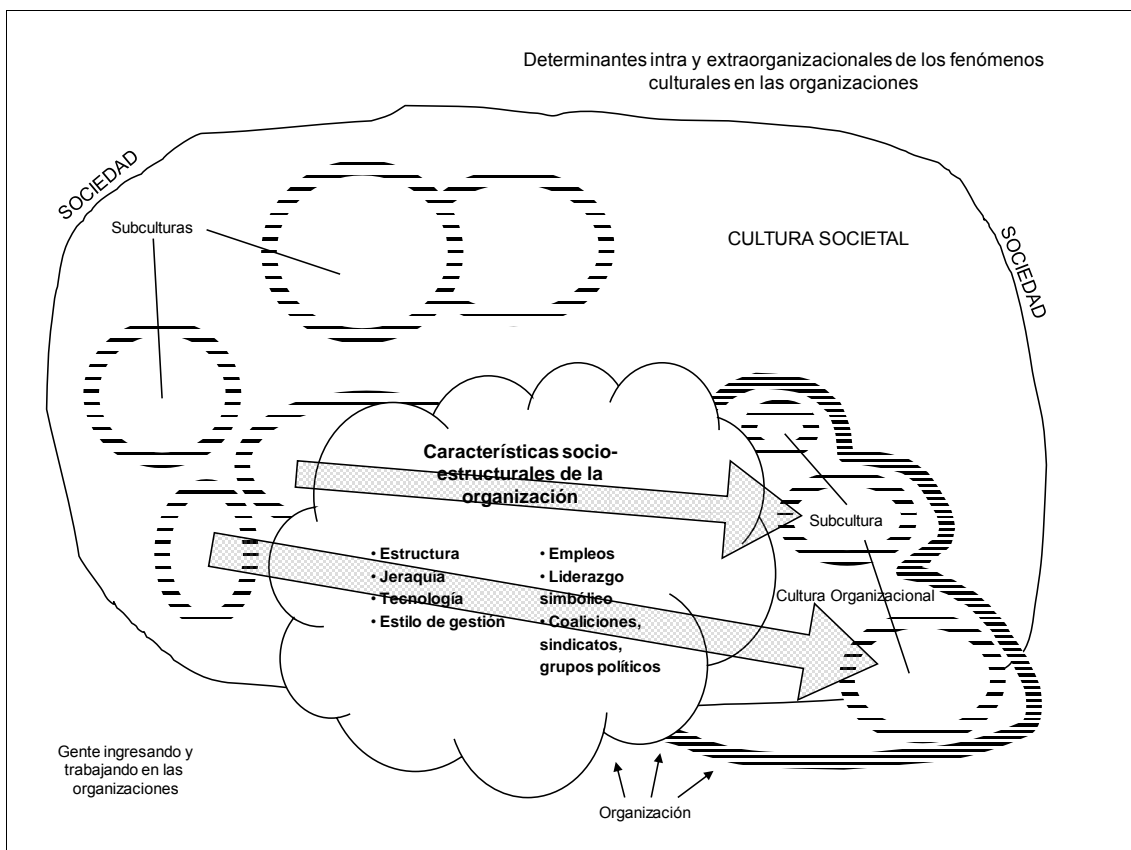 Determinantes intra y extraorganizacionales de los fenómenos
culturales en las organizaciones
SOCIEDAD
Subculturas
CULTURA SOCIETAL
SOCIEDAD
Características socio-
estructurales de la
organización
• Estructura
• Jeraquía
• Tecnología
• Estilo de gestión
• Empleos
• Liderazgo
simbólico
• Coaliciones,
sindicatos,
grupos políticos
Subcultura
Cultura Organizacional
Gente ingresando y
trabajando en las
organizaciones
Organización